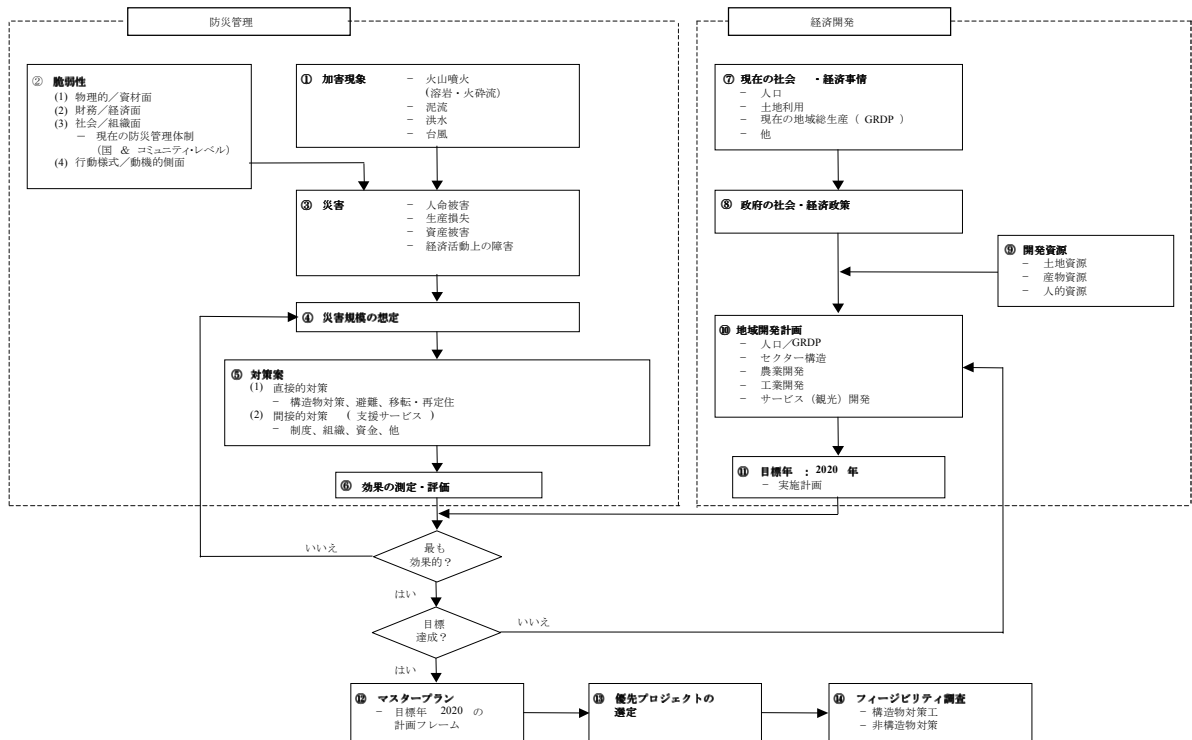 防災管理
② 脆弱性
(1) 物理的／資材面
(2) 財務／経済面
(3) 社会／組織面
－ 現在の防災管理体制
(国 & コミュニティ・レベル)
(4) 行動様式／動機的側面
① 加害現象 － 火山噴火
(溶岩・火砕流)
－ 泥流
－ 洪水
－ 台風
③ 災害 － 人命被害
－ 生産損失
－ 資産被害
－ 経済活動上の障害
④ 災害規模の想定
⑤ 対策案
(1) 直接的対策
－ 構造物対策、避難、移転・再定住
(2) 間接的対策 ( 支援サービス )
－ 制度、組織、資金、他
⑥ 効果の測定・評価
経済開発
⑦ 現在の社会 ・経済事情
－ 人口
－ 土地利用
－ 現在の地域総生産 ( GRDP )
－ 他
⑧ 政府の社会・経済政策
⑨ 開発資源
－ 土地資源
－ 産物資源
－ 人的資源
⑩ 地域開発計画
－ 人口／GRDP
－ セクター構造
－ 農業開発
－ 工業開発
－ サービス (観光) 開発
⑪ 目標年 : 2020 年
－ 実施計画
最も
効果的？
いいえ
はい
目標
達成？
いいえ
はい
⑫ マスタープラン
－ 目標年 2020 の
計画フレーム
⑬ 優先プロジェクトの
選定
⑭ フィージビリティ調査
－ 構造物対策工
－ 非構造物対策